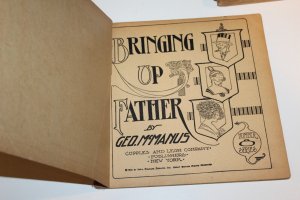 BRINGING
UP
FATHER
BY
GEO. McMANUS
CUPPLES AND LEON COMPANY
PUBLISHERS
NEW YORK